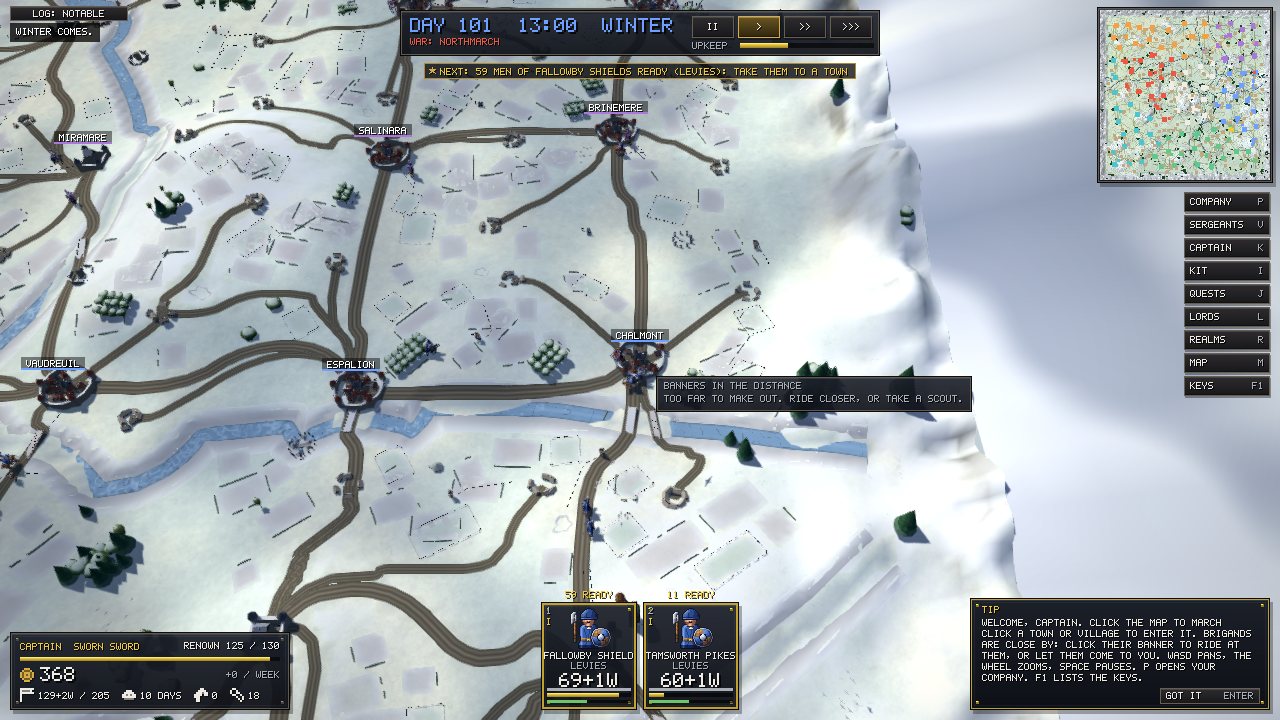 LOG: NOTABLE
WINTER COMES.
DAY 101 13:00 WINTER
WAR: NORTHMARCH
II > >> >>>
UPKEEP
★NEXT: 59 MEN OF FALLOWBY SHIELDS READY (LEVIES): TAKE THEM TO A TOWN
BRINEMERE
SALINARA
MIRAMARE
CHALMONT
VAUDREUIL
ESPALION
BANNERS IN THE DISTANCE
TOO FAR TO MAKE OUT. RIDE CLOSER, OR TAKE A SCOUT.
COMPANY P
SERGEANTS V
CAPTAIN K
KIT I
QUESTS J
LORDS L
REALMS R
MAP M
KEYS F1
CAPTAIN SWORN SWORD RENOWN 125 / 130
368 +0 / WEEK
129+2W / 205 10 DAYS 0 18
59 READY
1
I
FALLOWBY SHIELD
LEVIES
69+1W
11 READY
2
I
TAMSWORTH PIKES
LEVIES
60+1W
TIP
WELCOME, CAPTAIN. CLICK THE MAP TO MARCH
CLICK A TOWN OR VILLAGE TO ENTER IT. BRIGANDS
ARE CLOSE BY: CLICK THEIR BANNER TO RIDE AT
THEM, OR LET THEM COME TO YOU. WASD PANS, THE
WHEEL ZOOMS, SPACE PAUSES. P OPENS YOUR
COMPANY. F1 LISTS THE KEYS.
GOT IT ENTER